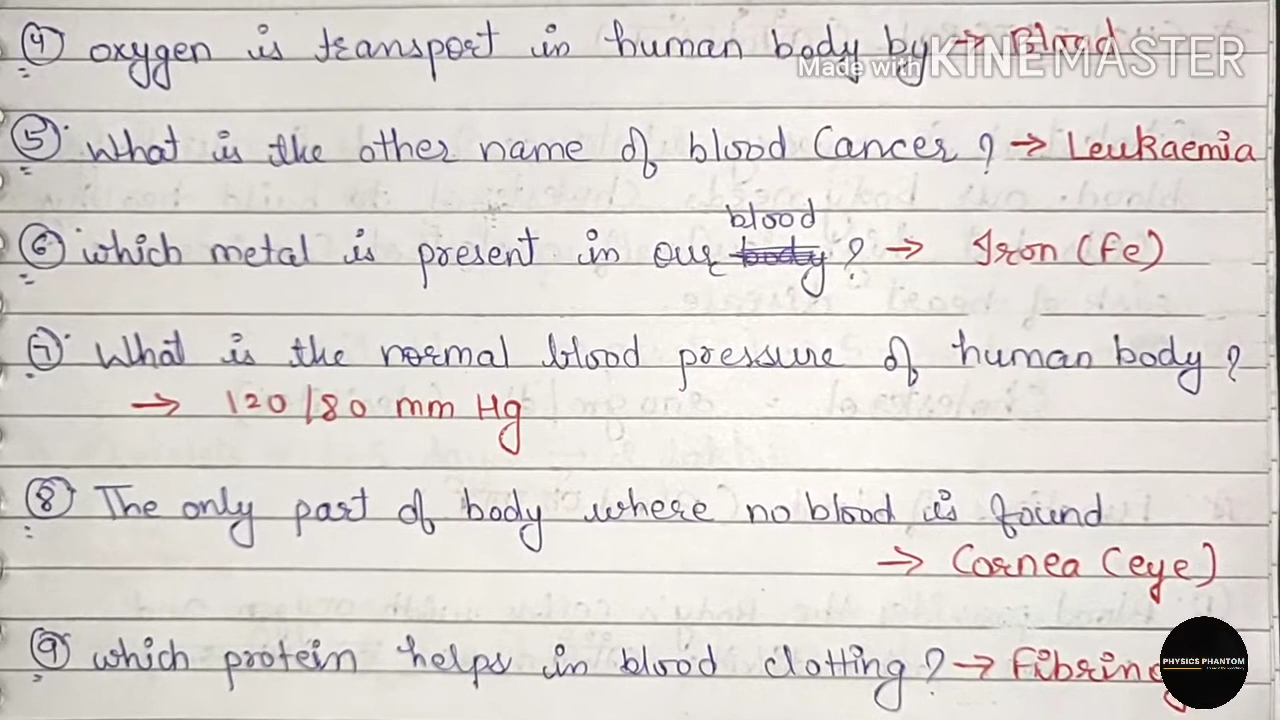 ④ oxygen is transport in human body by → Blood
Made with KINEMASTER
⑤ What is the other name of blood Cancer ? → Leukaemia
blood
⑥ which metal is present in our body ? → Iron (Fe)
⑦ What is the normal blood pressure of human body ?
→ 120/80 mm Hg
⑧ The only part of body where no blood is found
→ Cornea (eye)
⑨ which protein helps in blood clotting ? →
PHYSICS PHANTOM